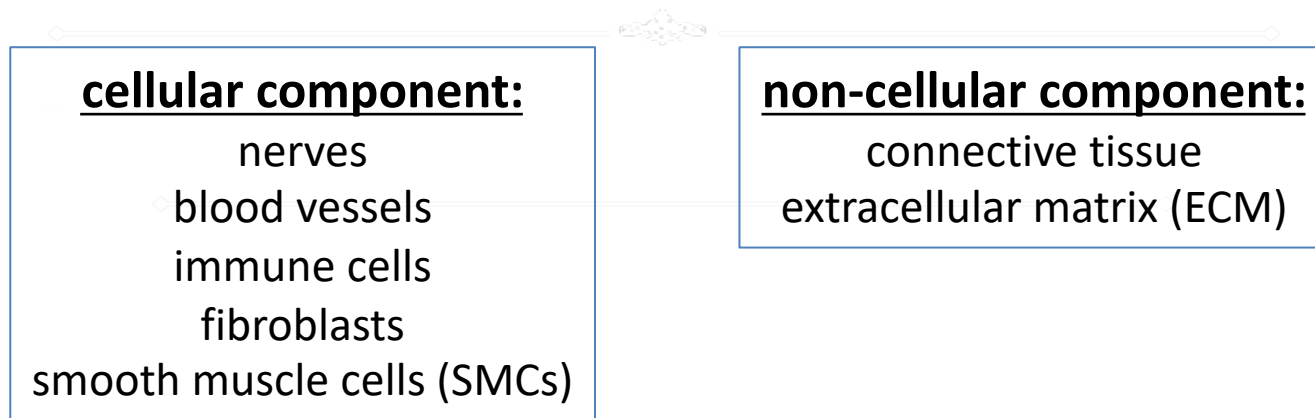 cellular component:
nerves
blood vessels
immune cells
fibroblasts
smooth muscle cells (SMCs)
non-cellular component:
connective tissue
extracellular matrix (ECM)